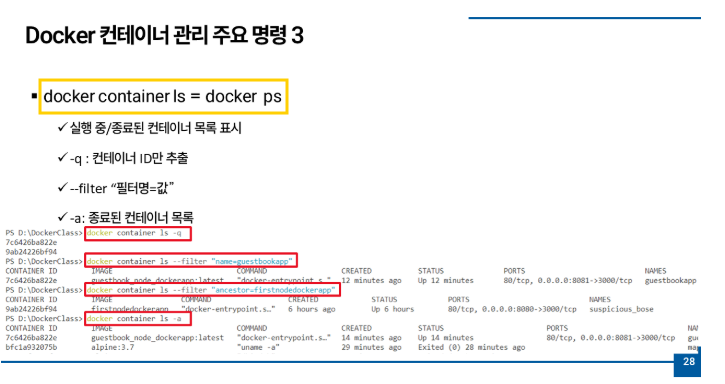 Docker 컨테이너 관리 주요 명령 3
▪ docker container ls = docker ps
✓ 실행 중/종료된 컨테이너 목록 표시
✓ -q : 컨테이너 ID만 추출
✓ --filter “필터명=값”
✓ -a: 종료된 컨테이너 목록
PS D:\DockerClass> docker container ls -q
7c6426ba822e
9ab24226bf94
PS D:\DockerClass> docker container ls --filter "name=guestbookapp"
CONTAINER ID IMAGE COMMAND CREATED STATUS PORTS NAMES
7c6426ba822e guestbook_node_dockerapp:latest "docker-entrypoint.s…" 12 minutes ago Up 12 minutes 80/tcp, 0.0.0.0:8081->3000/tcp guestbookapp
PS D:\DockerClass> docker container ls --filter "ancestor=firstnodedockerapp"
CONTAINER ID IMAGE COMMAND CREATED STATUS PORTS NAMES
9ab24226bf94 firstnodedockerapp "docker-entrypoint.s…" 6 hours ago Up 6 hours 80/tcp, 0.0.0.0:8080->3000/tcp suspicious_bose
PS D:\DockerClass> docker container ls -a
CONTAINER ID IMAGE COMMAND CREATED STATUS PORTS NA
7c6426ba822e guestbook_node_dockerapp:latest "docker-entrypoint.s…" 14 minutes ago Up 14 minutes 80/tcp, 0.0.0.0:8081->3000/tcp
bfc1a932075b alpine:3.7 "uname -a" 29 minutes ago Exited (0) 28 minutes ago
28